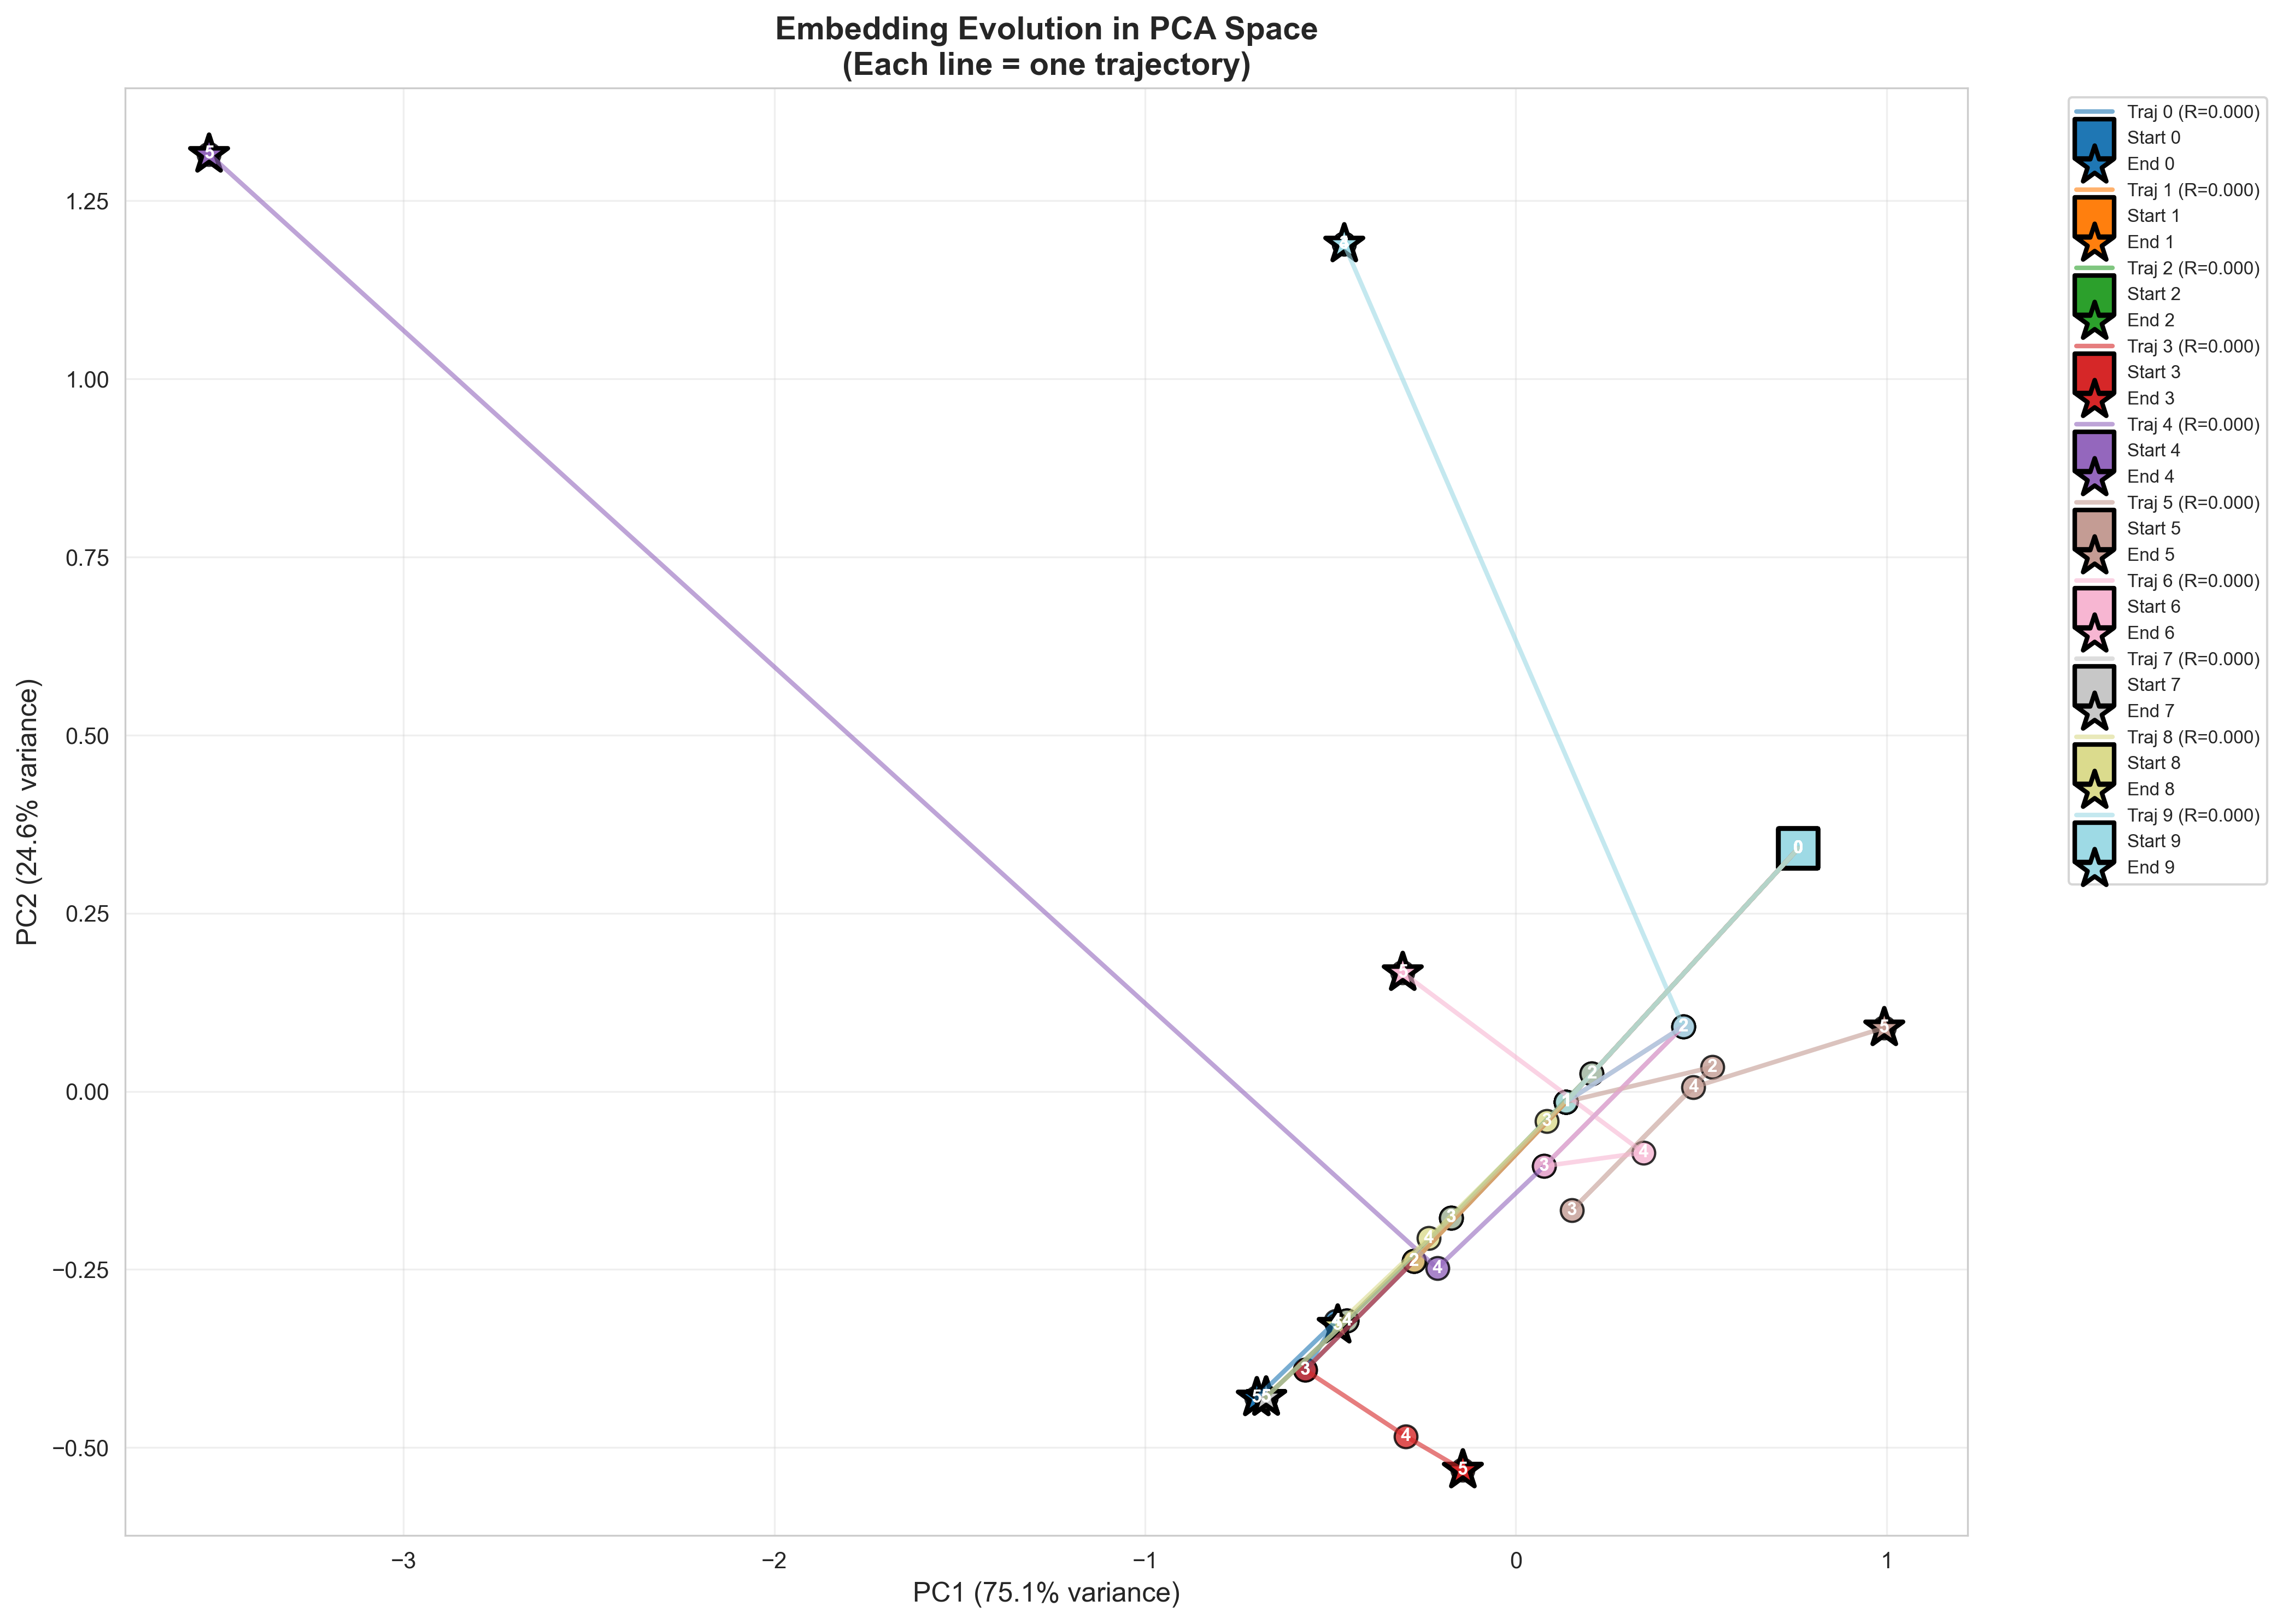 Embedding Evolution in PCA Space
(Each line = one trajectory)
PC2 (24.6% variance)
1.25
1.00
0.75
0.50
0.25
0.00
−0.25
−0.50
−3
−2
−1
0
1
PC1 (75.1% variance)
5
0
2
5
2
2
4
1
3
4
3
3
3
4
2
4
4
3
5
5
4
5
Traj 0 (R=0.000)
Start 0
End 0
Traj 1 (R=0.000)
Start 1
End 1
Traj 2 (R=0.000)
Start 2
End 2
Traj 3 (R=0.000)
Start 3
End 3
Traj 4 (R=0.000)
Start 4
End 4
Traj 5 (R=0.000)
Start 5
End 5
Traj 6 (R=0.000)
Start 6
End 6
Traj 7 (R=0.000)
Start 7
End 7
Traj 8 (R=0.000)
Start 8
End 8
Traj 9 (R=0.000)
Start 9
End 9